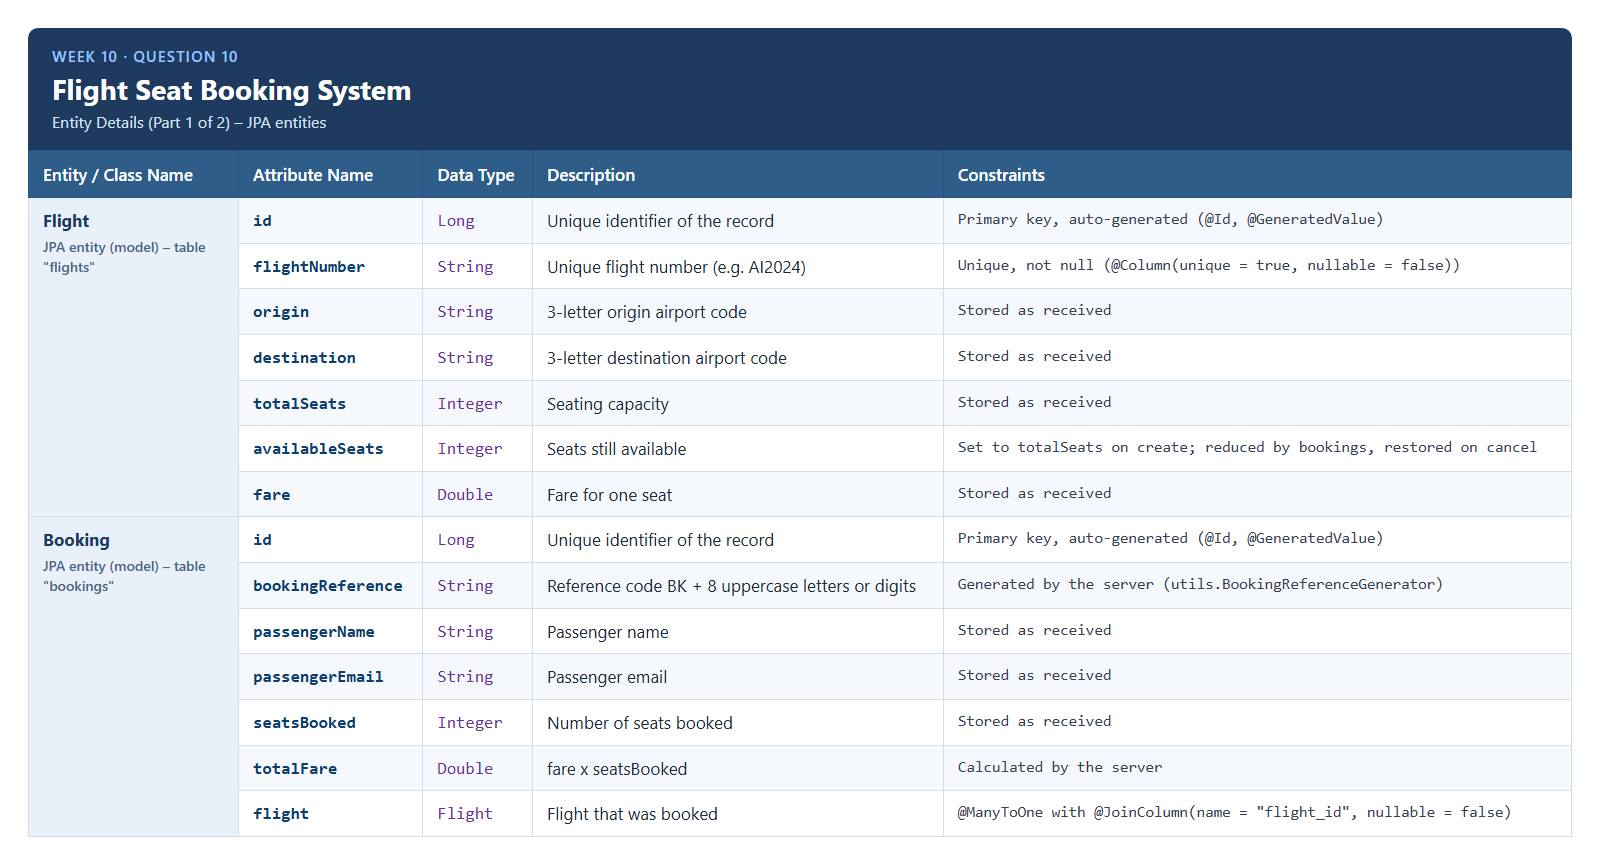 WEEK 10 · QUESTION 10
Flight Seat Booking System
Entity Details (Part 1 of 2) – JPA entities
Entity / Class Name Attribute Name Data Type Description Constraints
Flight
JPA entity (model) – table
"flights"
id Long Unique identifier of the record Primary key, auto-generated (@Id, @GeneratedValue)
flightNumber String Unique flight number (e.g. AI2024) Unique, not null (@Column(unique = true, nullable = false))
origin String 3-letter origin airport code Stored as received
destination String 3-letter destination airport code Stored as received
totalSeats Integer Seating capacity Stored as received
availableSeats Integer Seats still available Set to totalSeats on create; reduced by bookings, restored on cancel
fare Double Fare for one seat Stored as received
Booking
JPA entity (model) – table
"bookings"
id Long Unique identifier of the record Primary key, auto-generated (@Id, @GeneratedValue)
bookingReference String Reference code BK + 8 uppercase letters or digits Generated by the server (utils.BookingReferenceGenerator)
passengerName String Passenger name Stored as received
passengerEmail String Passenger email Stored as received
seatsBooked Integer Number of seats booked Stored as received
totalFare Double fare x seatsBooked Calculated by the server
flight Flight Flight that was booked @ManyToOne with @JoinColumn(name = "flight_id", nullable = false)